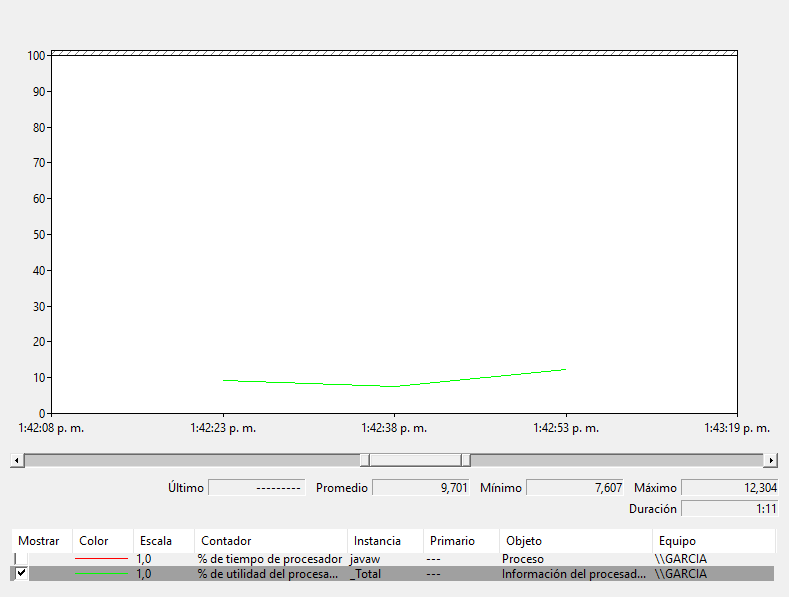 100
90
80
70
60
50
40
30
20
10
0
1:42:08 p. m. 1:42:23 p. m. 1:42:38 p. m. 1:42:53 p. m. 1:43:19 p. m.
Último --------- Promedio 9,701 Mínimo 7,607 Máximo 12,304
Duración 1:11
Mostrar Color Escala Contador Instancia Primario Objeto Equipo
1,0 % de tiempo de procesador javaw --- Proceso \\GARCIA
1,0 % de utilidad del procesa... _Total --- Información del procesad... \\GARCIA